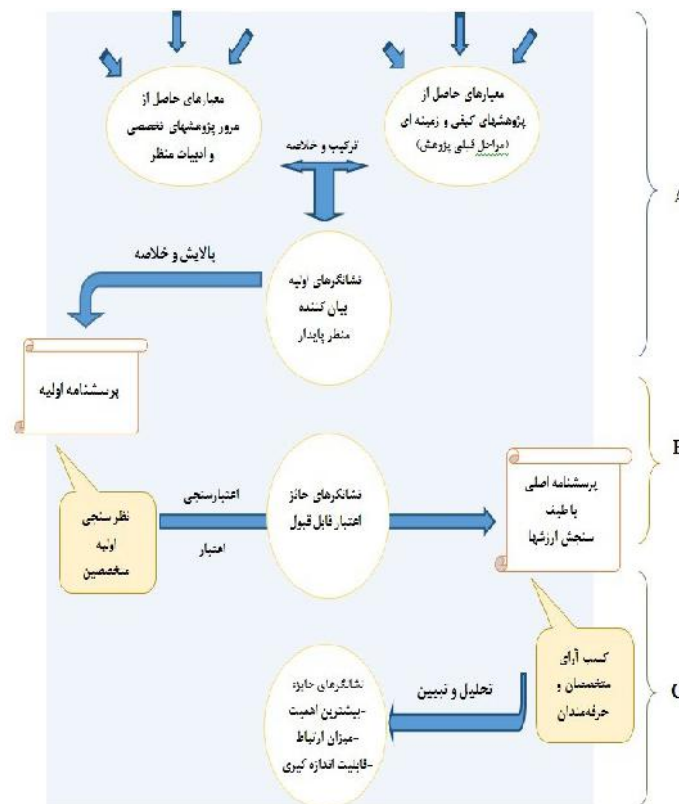 معیارهای حاصل از
پژوهشهای کیفی و زمینه ای
(مراحل قبلی پژوهش)
معیارهای حاصل از
مرور پژوهشهای تخصصی
و ادبیات منظر
ترکیب و خلاصه
A
پالایش و خلاصه
نشانگرهای اولیه
بیان کننده
منظر پایدار
پرسشنامه اولیه
B
پرسشنامه اصلی
با طیف
سنجش ارزشها
نشانگرهای حائز
اعتبار قابل قبول
اعتبارسنجی
اعتبار
نظر سنجی
اولیه
متخصصین
کسب آرای
متخصصان و
حرفه‌مندان
C
تحلیل و تبیین
نشانگرهای حایزه
-بیشترین اهمیت
-میزان ارتباط
-قابلیت اندازه گیری